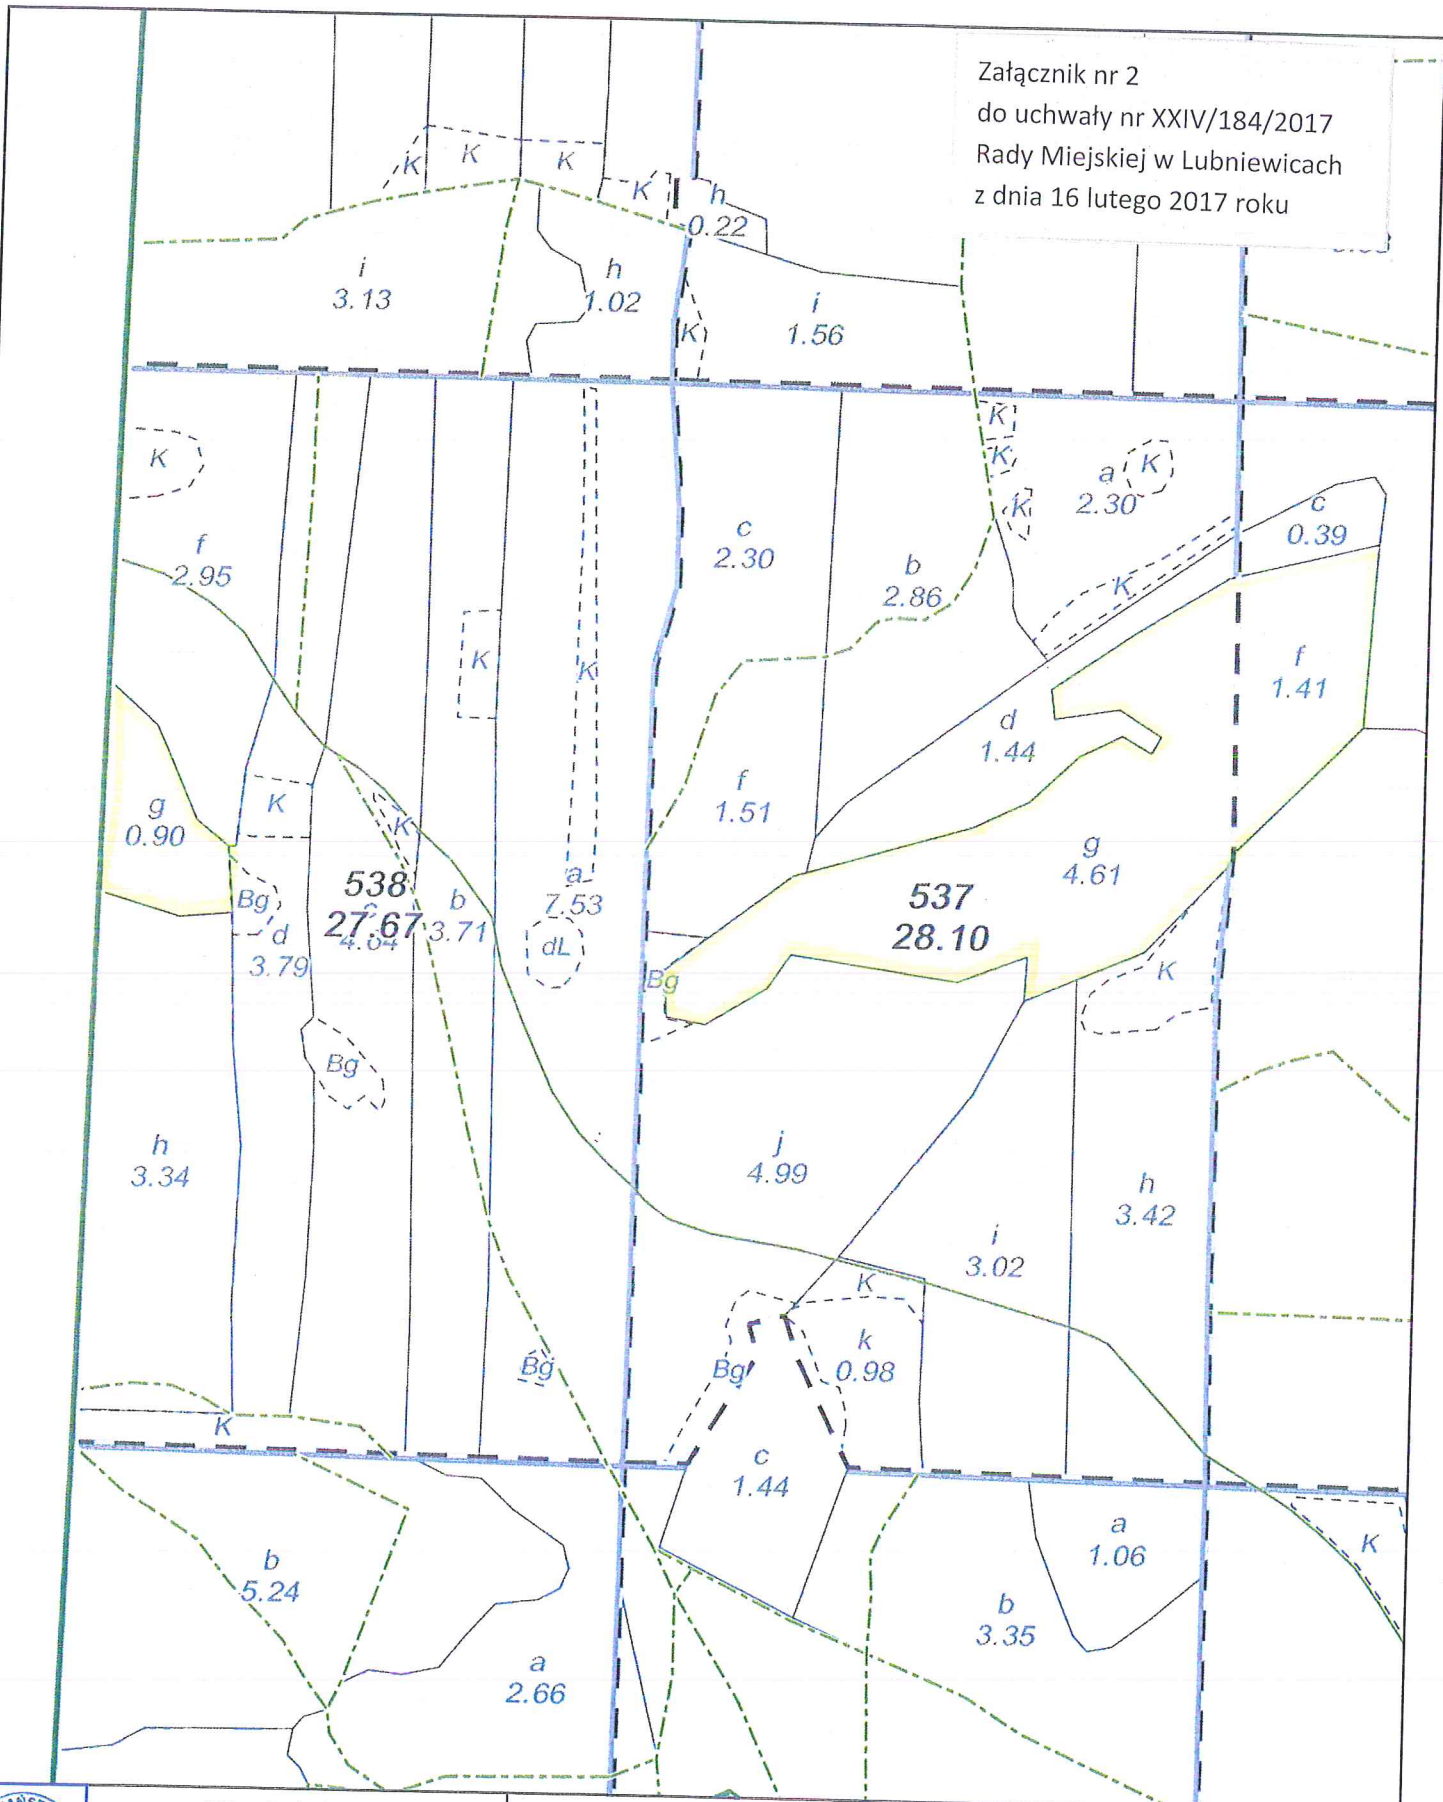 Załącznik nr 2
do uchwały nr XXIV/184/2017
Rady Miejskiej w Lubniewicach
z dnia 16 lutego 2017 roku
K
K
K
K
h
0.22
i
3.13
h
1.02
K
i
1.56
K
K
K
K
a
2.30
K
c
0.39
f
2.95
c
2.30
b
2.86
K
K
K
f
1.41
d
1.44
g
0.90
K
K
f
1.51
g
4.61
538
27.67
b
3.71
a
7.53
537
28.10
Bg
d
3.79
dL
Bg
K
Bg
h
3.34
j
4.99
h
3.42
i
3.02
K
Bg
Bg
k
0.98
K
c
1.44
a
1.06
K
b
5.24
b
3.35
a
2.66